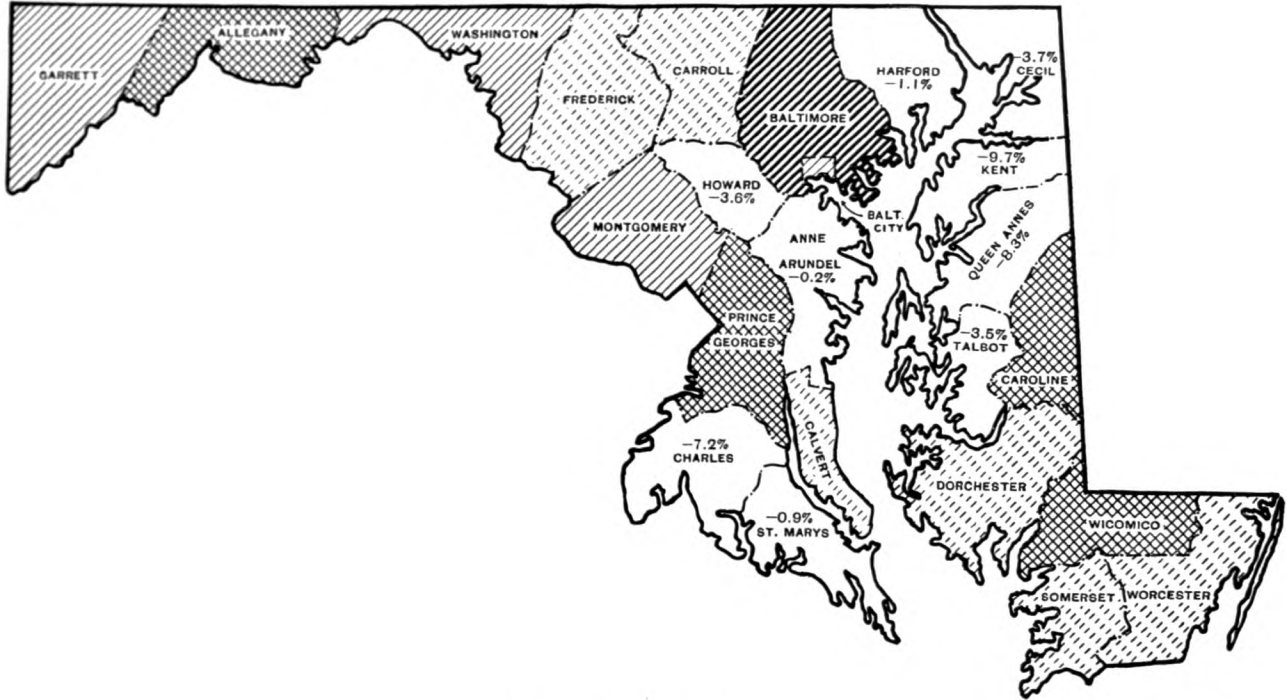 GARRETT
ALLEGANY
WASHINGTON
FREDERICK
CARROLL
BALTIMORE
HARFORD
-1.1%
-3.7%
CECIL
-9.7%
KENT
HOWARD
-3.6%
MONTGOMERY
BALT.
CITY
ANNE
ARUNDEL
-0.2%
QUEEN ANNES
-8.3%
PRINCE
GEORGES
-3.5%
TALBOT
CAROLINE
-7.2%
CHARLES
CALVERT
DORCHESTER
-0.9%
ST. MARYS
WICOMICO
SOMERSET
WORCESTER